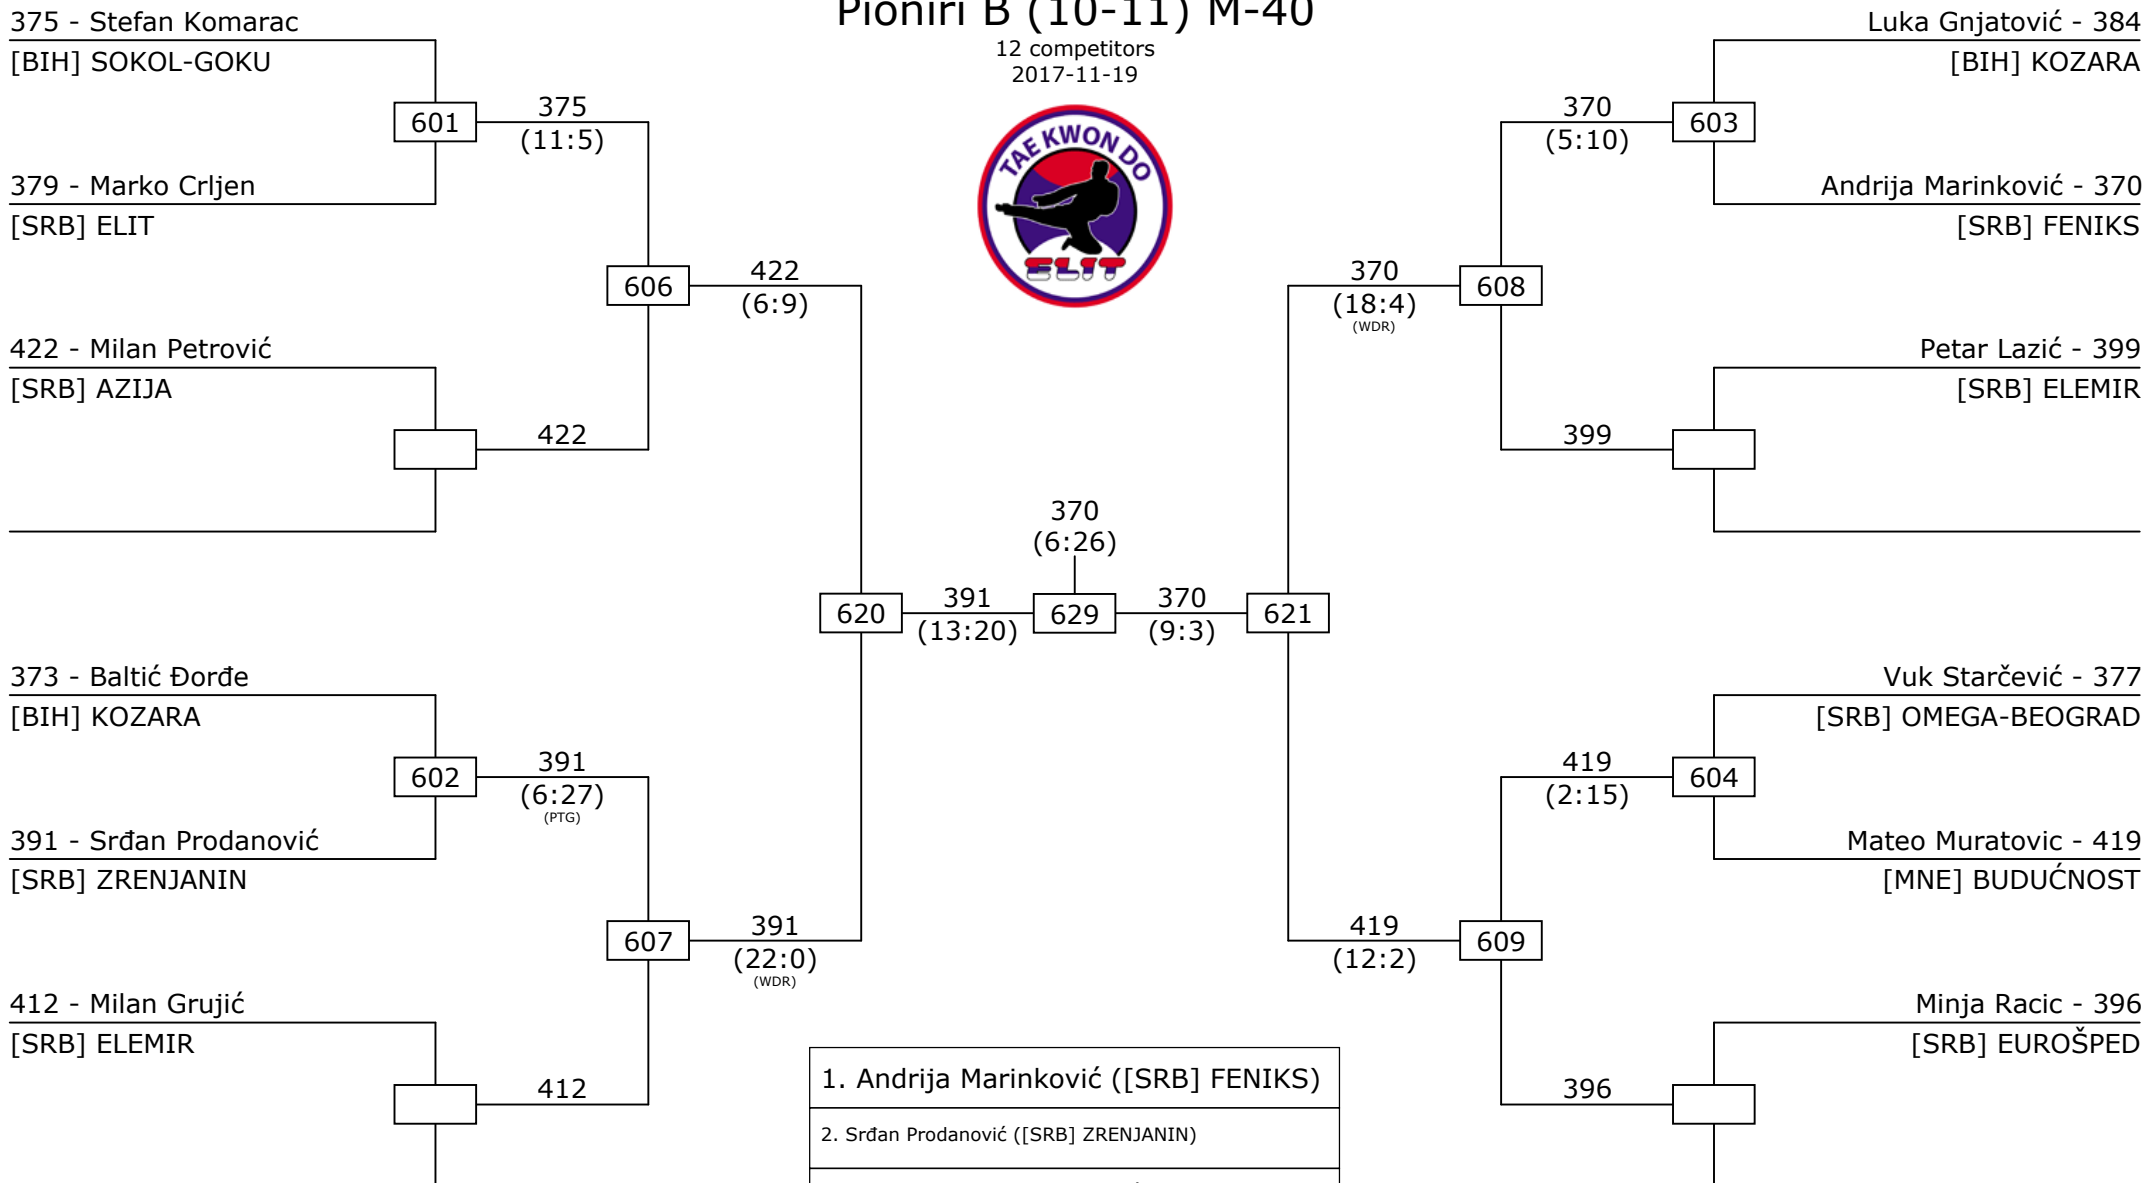 Pioniri B (10-11) M-40
12 competitors
2017-11-19
TAE KWON DO
ELIT
375 - Stefan Komarac
[BIH] SOKOL-GOKU
601
375
(11:5)
379 - Marko Crljen
[SRB] ELIT
606
422
(6:9)
422 - Milan Petrović
[SRB] AZIJA
422
620
391
(13:20)
373 - Baltić Đorđe
[BIH] KOZARA
602
391
(6:27)
(PTG)
391 - Srđan Prodanović
[SRB] ZRENJANIN
607
391
(22:0)
(WDR)
412 - Milan Grujić
[SRB] ELEMIR
412
370
(6:26)
629
Luka Gnjatović - 384
[BIH] KOZARA
370
(5:10)
603
Andrija Marinković - 370
[SRB] FENIKS
370
(18:4)
(WDR)
608
Petar Lazić - 399
[SRB] ELEMIR
399
370
(9:3)
621
Vuk Starčević - 377
[SRB] OMEGA-BEOGRAD
419
(2:15)
604
Mateo Muratovic - 419
[MNE] BUDUĆNOST
419
(12:2)
609
Minja Racic - 396
[SRB] EUROŠPED
396
1. Andrija Marinković ([SRB] FENIKS)
2. Srđan Prodanović ([SRB] ZRENJANIN)